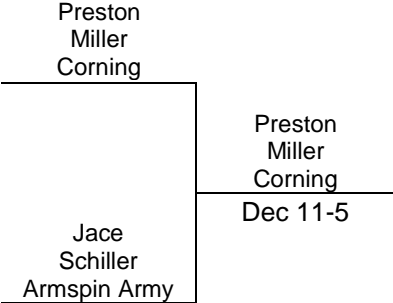 Preston
Miller
Corning
Preston
Miller
Corning
Dec 11-5
Jace
Schiller
Armspin Army